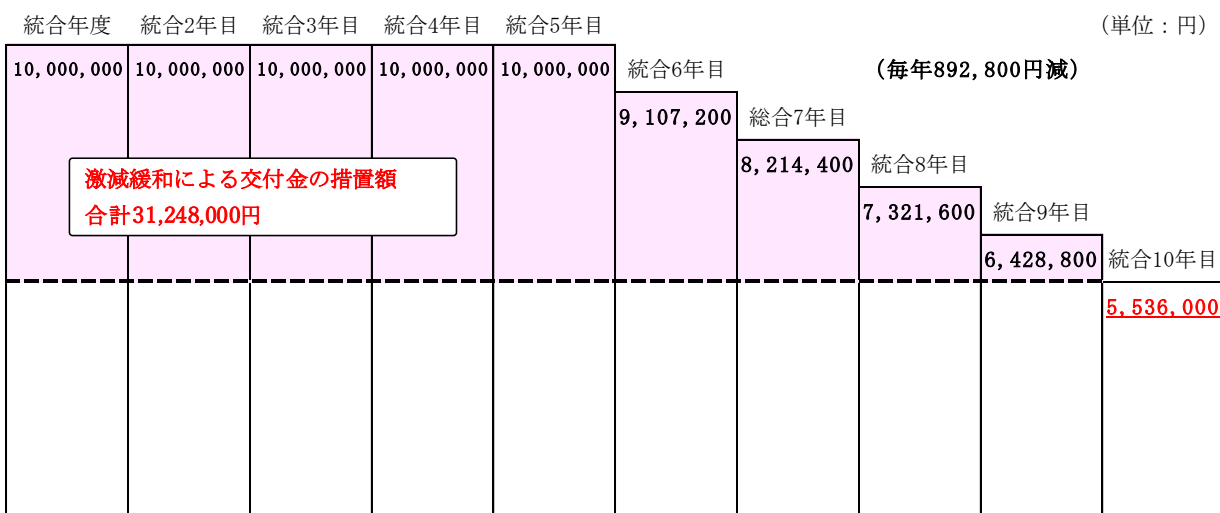 統合年度 統合2年目 統合3年目 統合4年目 統合5年目 (単位:円)
10,000,000 10,000,000 10,000,000 10,000,000 10,000,000 統合6年目 (毎年892,800円減)
9,107,200 総合7年目
8,214,400 統合8年目
激減緩和による交付金の措置額
合計31,248,000円
7,321,600 統合9年目
6,428,800 統合10年目
5,536,000